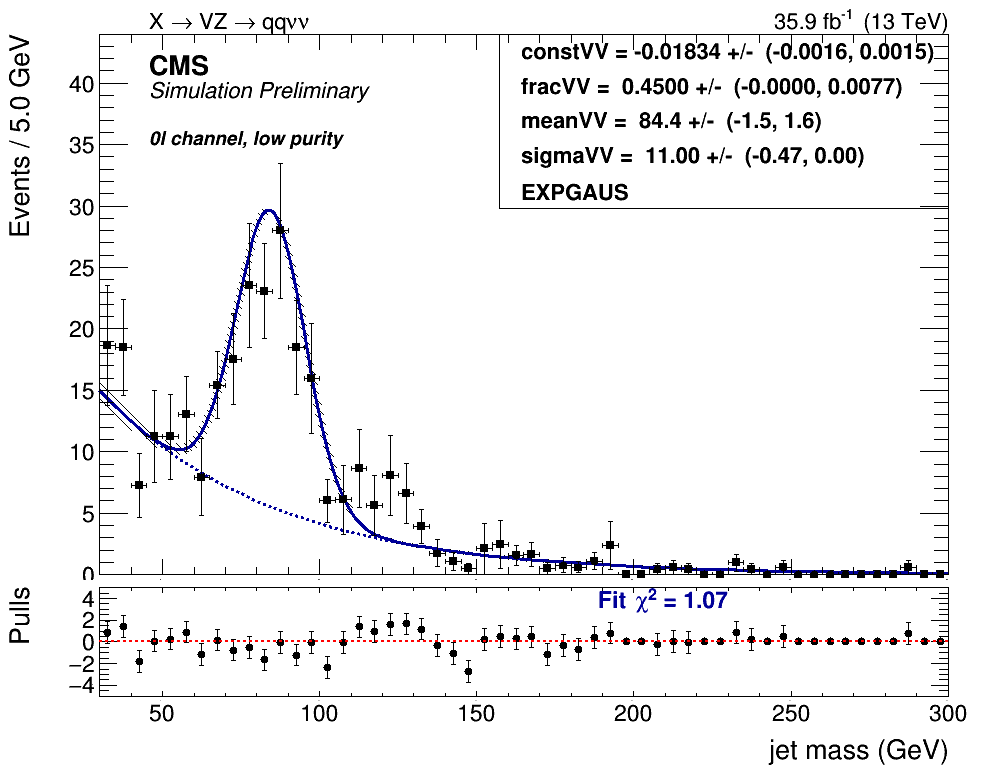 X → VZ → qqνν
35.9 fb⁻¹ (13 TeV)
CMS
Simulation Preliminary
0l channel, low purity
constVV = -0.01834 +/- (-0.0016, 0.0015)
fracVV = 0.4500 +/- (-0.0000, 0.0077)
meanVV = 84.4 +/- (-1.5, 1.6)
sigmaVV = 11.00 +/- (-0.47, 0.00)
EXPGAUS
Events / 5.0 GeV
40
35
30
25
20
15
10
5
0
Fit χ² = 1.07
Pulls
4
2
0
−2
−4
50 100 150 200 250 300
jet mass (GeV)